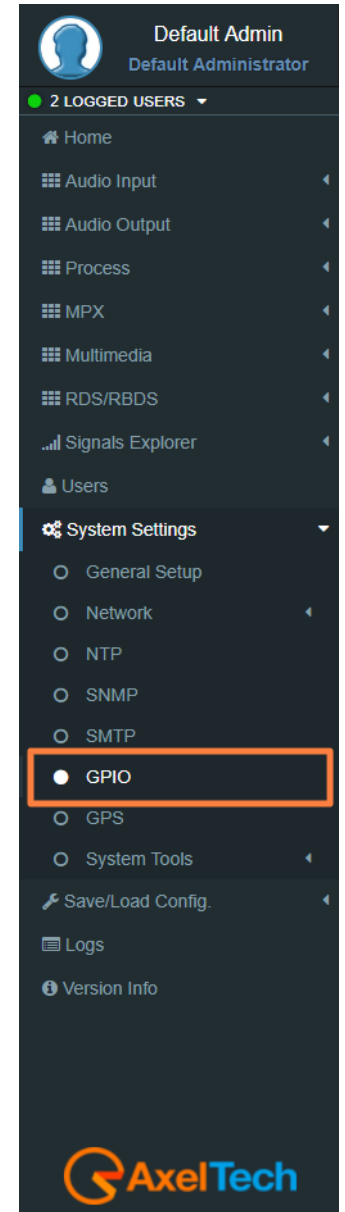 Default Admin
Default Administrator
2 LOGGED USERS
Home
Audio Input
Audio Output
Process
MPX
Multimedia
RDS/RBDS
Signals Explorer
Users
System Settings
General Setup
Network
NTP
SNMP
SMTP
GPIO
GPS
System Tools
Save/Load Config.
Logs
Version Info
AxelTech